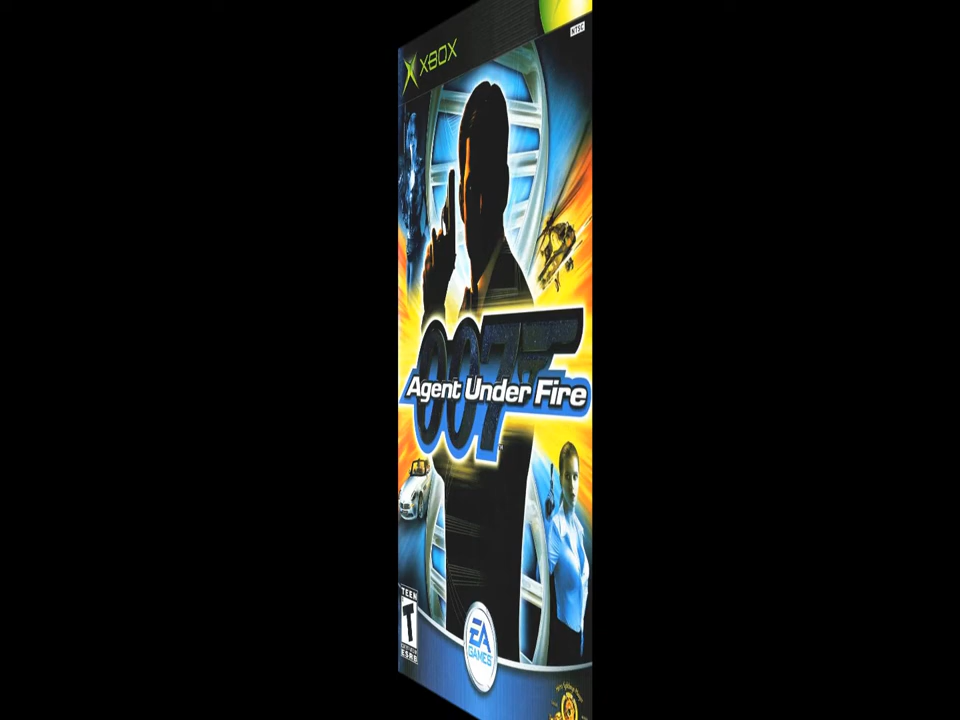 XBOX
NTSC
007
Agent Under Fire
TEEN
T
ESRB
EA
GAMES